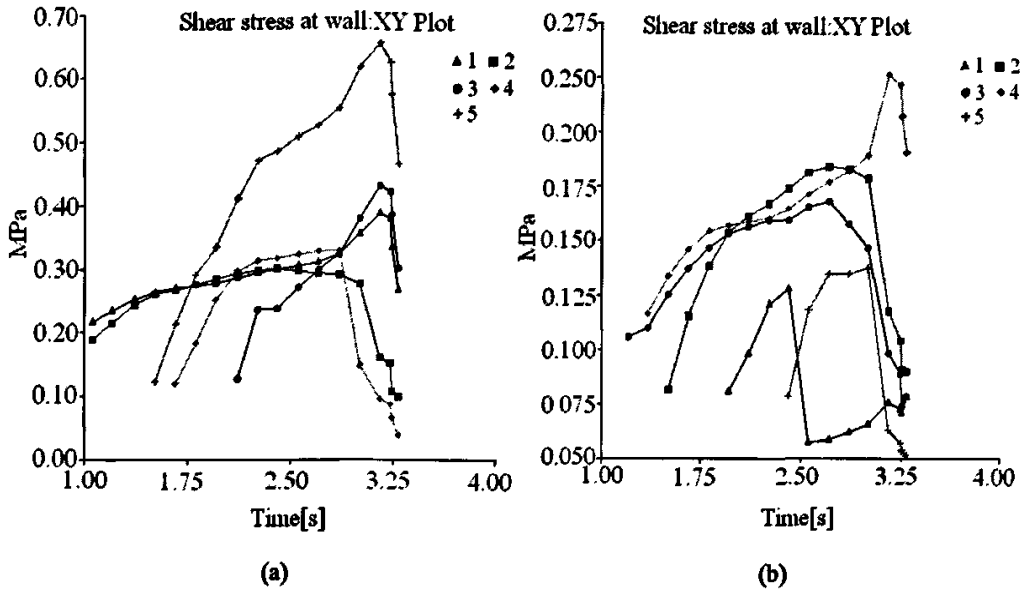 Shear stress at wall:XY Plot
0.70
0.60
0.50
0.40
0.30
0.20
0.10
0.00
MPa
1 2
3 4
5
1.00 1.75 2.50 3.25 4.00
Time[s]
(a)
Shear stress at wall:XY Plot
0.275
0.250
0.225
0.200
0.175
0.150
0.125
0.100
0 075
0.050
MPa
1 2
3 4
5
1.00 1.75 2.50 3.25 4.00
Time[s]
(b)